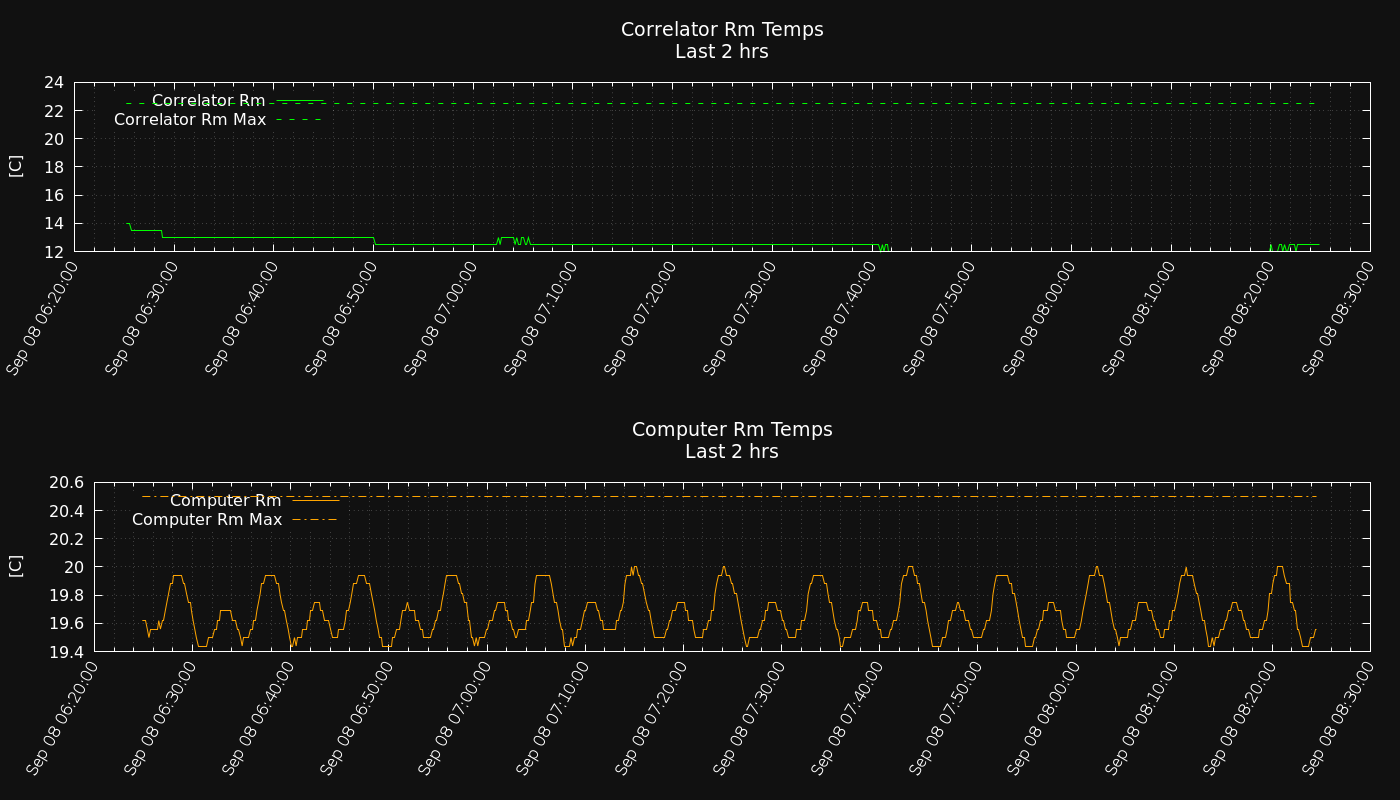 Correlator Rm Temps
Last 2 hrs
24
22
20
18
16
14
12
[C]
Correlator Rm
Correlator Rm Max
Sep 08 06:20:00
Sep 08 06:30:00
Sep 08 06:40:00
Sep 08 06:50:00
Sep 08 07:00:00
Sep 08 07:10:00
Sep 08 07:20:00
Sep 08 07:30:00
Sep 08 07:40:00
Sep 08 07:50:00
Sep 08 08:00:00
Sep 08 08:10:00
Sep 08 08:20:00
Sep 08 08:30:00
Computer Rm Temps
Last 2 hrs
20.6
20.4
20.2
20
19.8
19.6
19.4
[C]
Computer Rm
Computer Rm Max
Sep 08 06:20:00
Sep 08 06:30:00
Sep 08 06:40:00
Sep 08 06:50:00
Sep 08 07:00:00
Sep 08 07:10:00
Sep 08 07:20:00
Sep 08 07:30:00
Sep 08 07:40:00
Sep 08 07:50:00
Sep 08 08:00:00
Sep 08 08:10:00
Sep 08 08:20:00
Sep 08 08:30:00